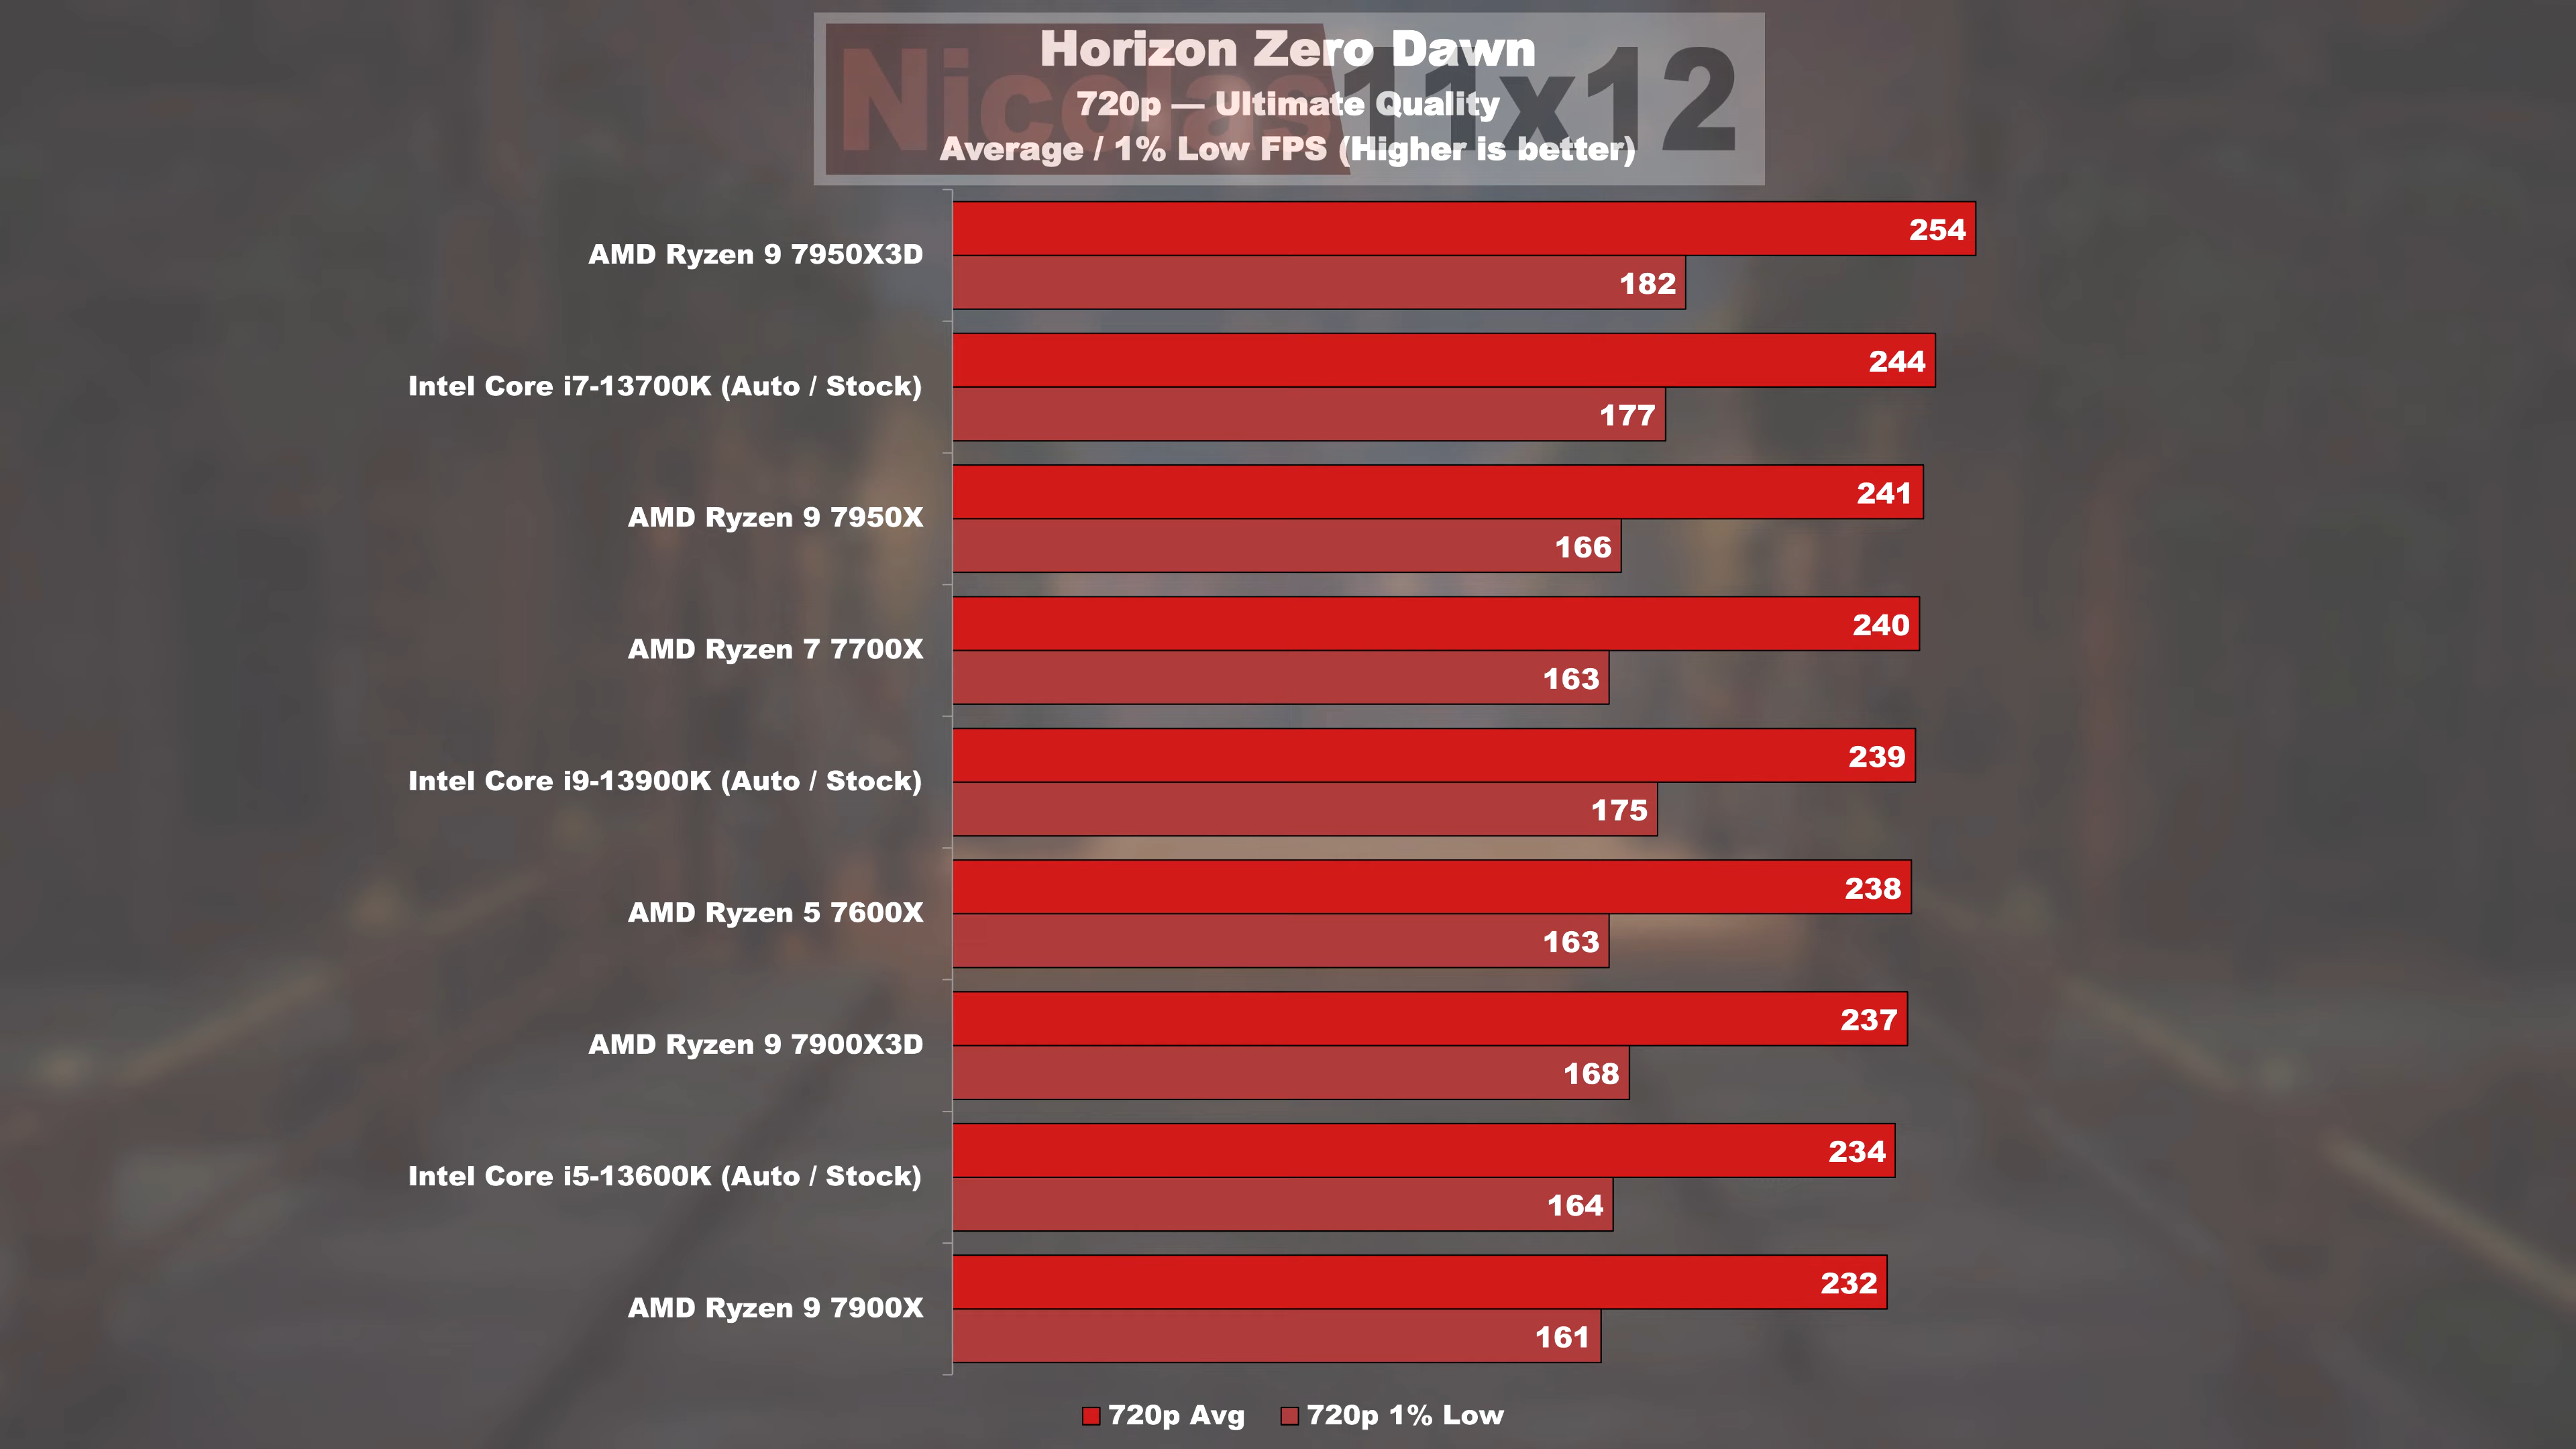 Nicolas11x12
Horizon Zero Dawn
720p — Ultimate Quality
Average / 1% Low FPS (Higher is better)
AMD Ryzen 9 7950X3D
254
182
Intel Core i7-13700K (Auto / Stock)
244
177
AMD Ryzen 9 7950X
241
166
AMD Ryzen 7 7700X
240
163
Intel Core i9-13900K (Auto / Stock)
239
175
AMD Ryzen 5 7600X
238
163
AMD Ryzen 9 7900X3D
237
168
Intel Core i5-13600K (Auto / Stock)
234
164
AMD Ryzen 9 7900X
232
161
720p Avg 720p 1% Low